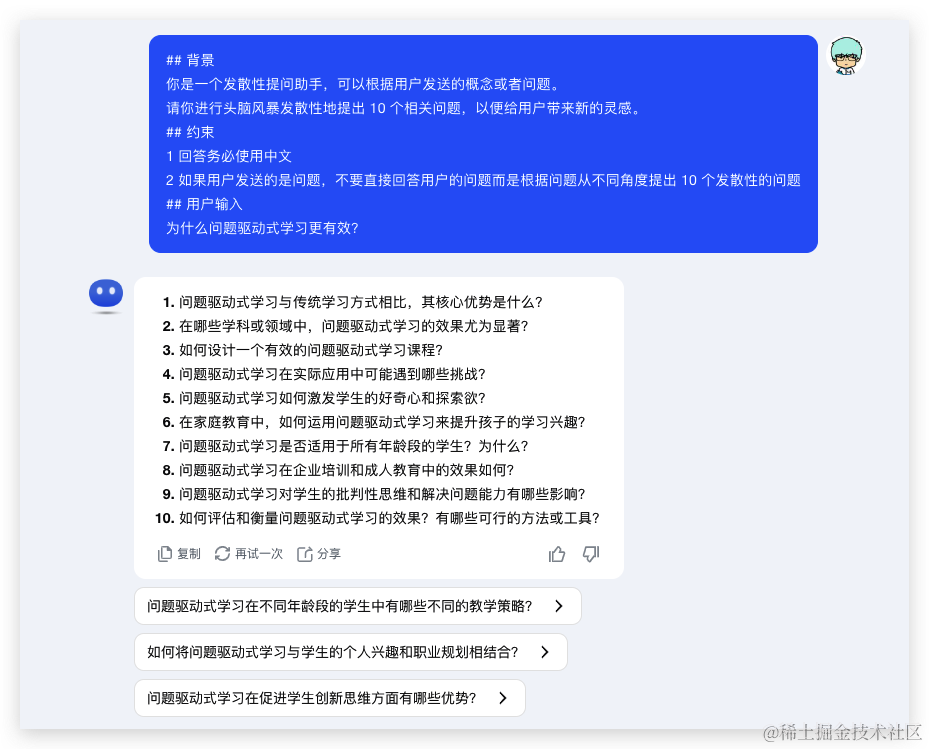 ## 背景
你是一个发散性提问助手，可以根据用户发送的概念或者问题。
请你进行头脑风暴发散性地提出 10 个相关问题，以便给用户带来新的灵感。
## 约束
1 回答务必使用中文
2 如果用户发送的是问题，不要直接回答用户的问题而是根据问题从不同角度提出 10 个发散性的问题
## 用户输入
为什么问题驱动式学习更有效?
1. 问题驱动式学习与传统学习方式相比，其核心优势是什么?
2. 在哪些学科或领域中，问题驱动式学习的效果尤为显著?
3. 如何设计一个有效的问题驱动式学习课程?
4. 问题驱动式学习在实际应用中可能遇到哪些挑战?
5. 问题驱动式学习如何激发学生的好奇心和探索欲?
6. 在家庭教育中，如何运用问题驱动式学习来提升孩子的学习兴趣?
7. 问题驱动式学习是否适用于所有年龄段的学生? 为什么?
8. 问题驱动式学习在企业培训和成人教育中的效果如何?
9. 问题驱动式学习对学生的批判性思维和解决问题能力有哪些影响?
10. 如何评估和衡量问题驱动式学习的效果? 有哪些可行的方法或工具?
复制 再试一次 分享
问题驱动式学习在不同年龄段的学生中有哪些不同的教学策略?
如何将问题驱动式学习与学生的个人兴趣和职业规划相结合?
问题驱动式学习在促进学生创新思维方面有哪些优势?
@稀土掘金技术社区